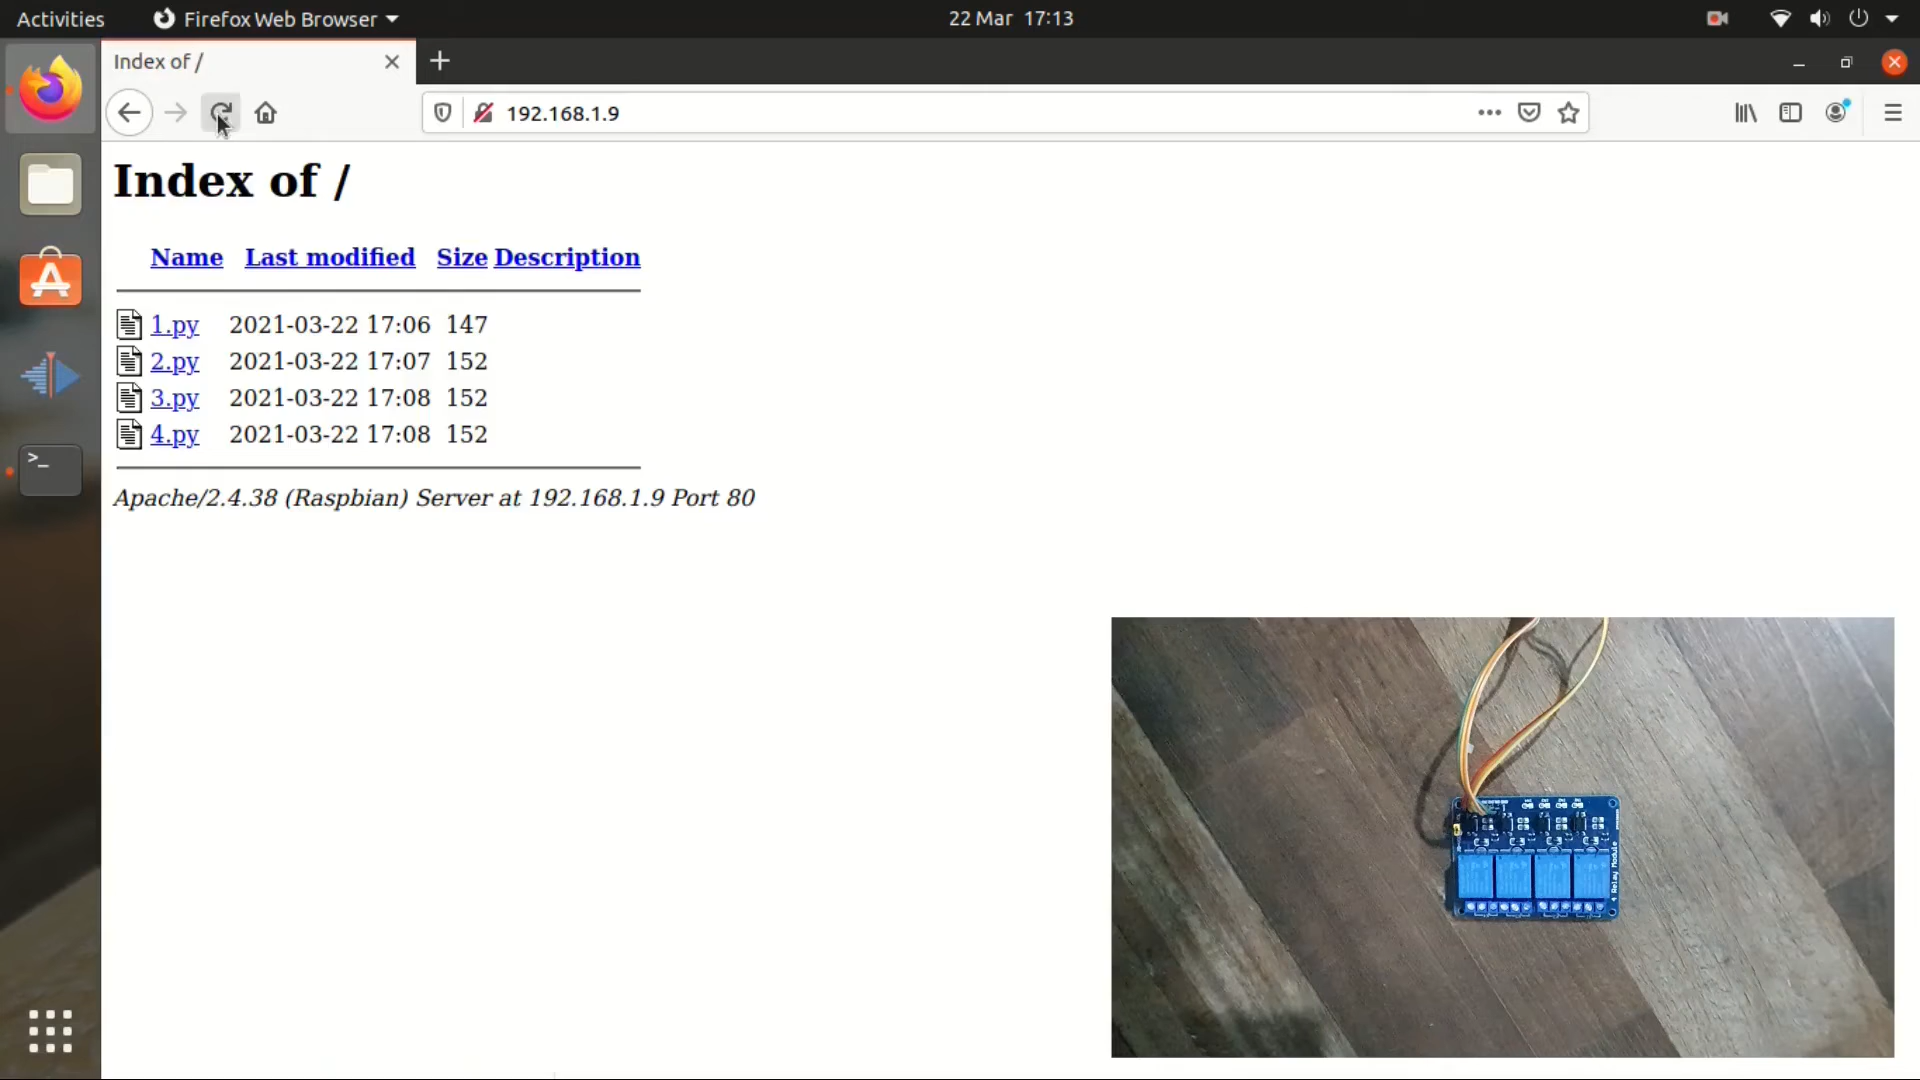 Activities Firefox Web Browser 22 Mar 17:13
Index of /
192.168.1.9
Index of /
Name Last modified Size Description
1.py 2021-03-22 17:06 147
2.py 2021-03-22 17:07 152
3.py 2021-03-22 17:08 152
4.py 2021-03-22 17:08 152
Apache/2.4.38 (Raspbian) Server at 192.168.1.9 Port 80
4 Relay Module